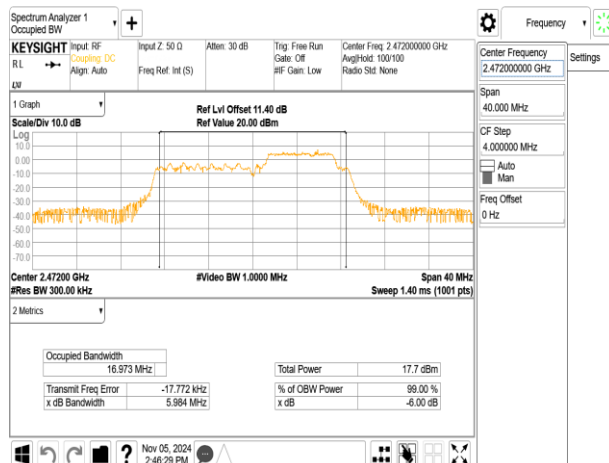 Spectrum Analyzer 1
Occupied BW
Frequency
Settings
KEYSIGHT
Input: RF
Coupling: DC
Align: Auto
Input Z: 50 Ω
Freq Ref: Int (S)
Atten: 30 dB
Trig: Free Run
Gate: Off
#IF Gain: Low
Center Freq: 2.472000000 GHz
Avg|Hold: 100/100
Radio Std: None
R L
LXI
Center Frequency
2.472000000 GHz
Span
40.000 MHz
CF Step
4.000000 MHz
Auto
Man
Freq Offset
0 Hz
1 Graph
Scale/Div 10.0 dB
Ref Lvl Offset 11.40 dB
Ref Value 20.00 dBm
Log
10.0
0.00
-10.0
-20.0
-30.0
-40.0
-50.0
-60.0
-70.0
Center 2.47200 GHz
#Res BW 300.00 kHz
#Video BW 1.0000 MHz
Span 40 MHz
Sweep 1.40 ms (1001 pts)
2 Metrics
Occupied Bandwidth
16.973 MHz
Transmit Freq Error -17.772 kHz
x dB Bandwidth 5.984 MHz
Total Power 17.7 dBm
% of OBW Power 99.00 %
x dB -6.00 dB
?
Nov 05, 2024
2:46:29 PM